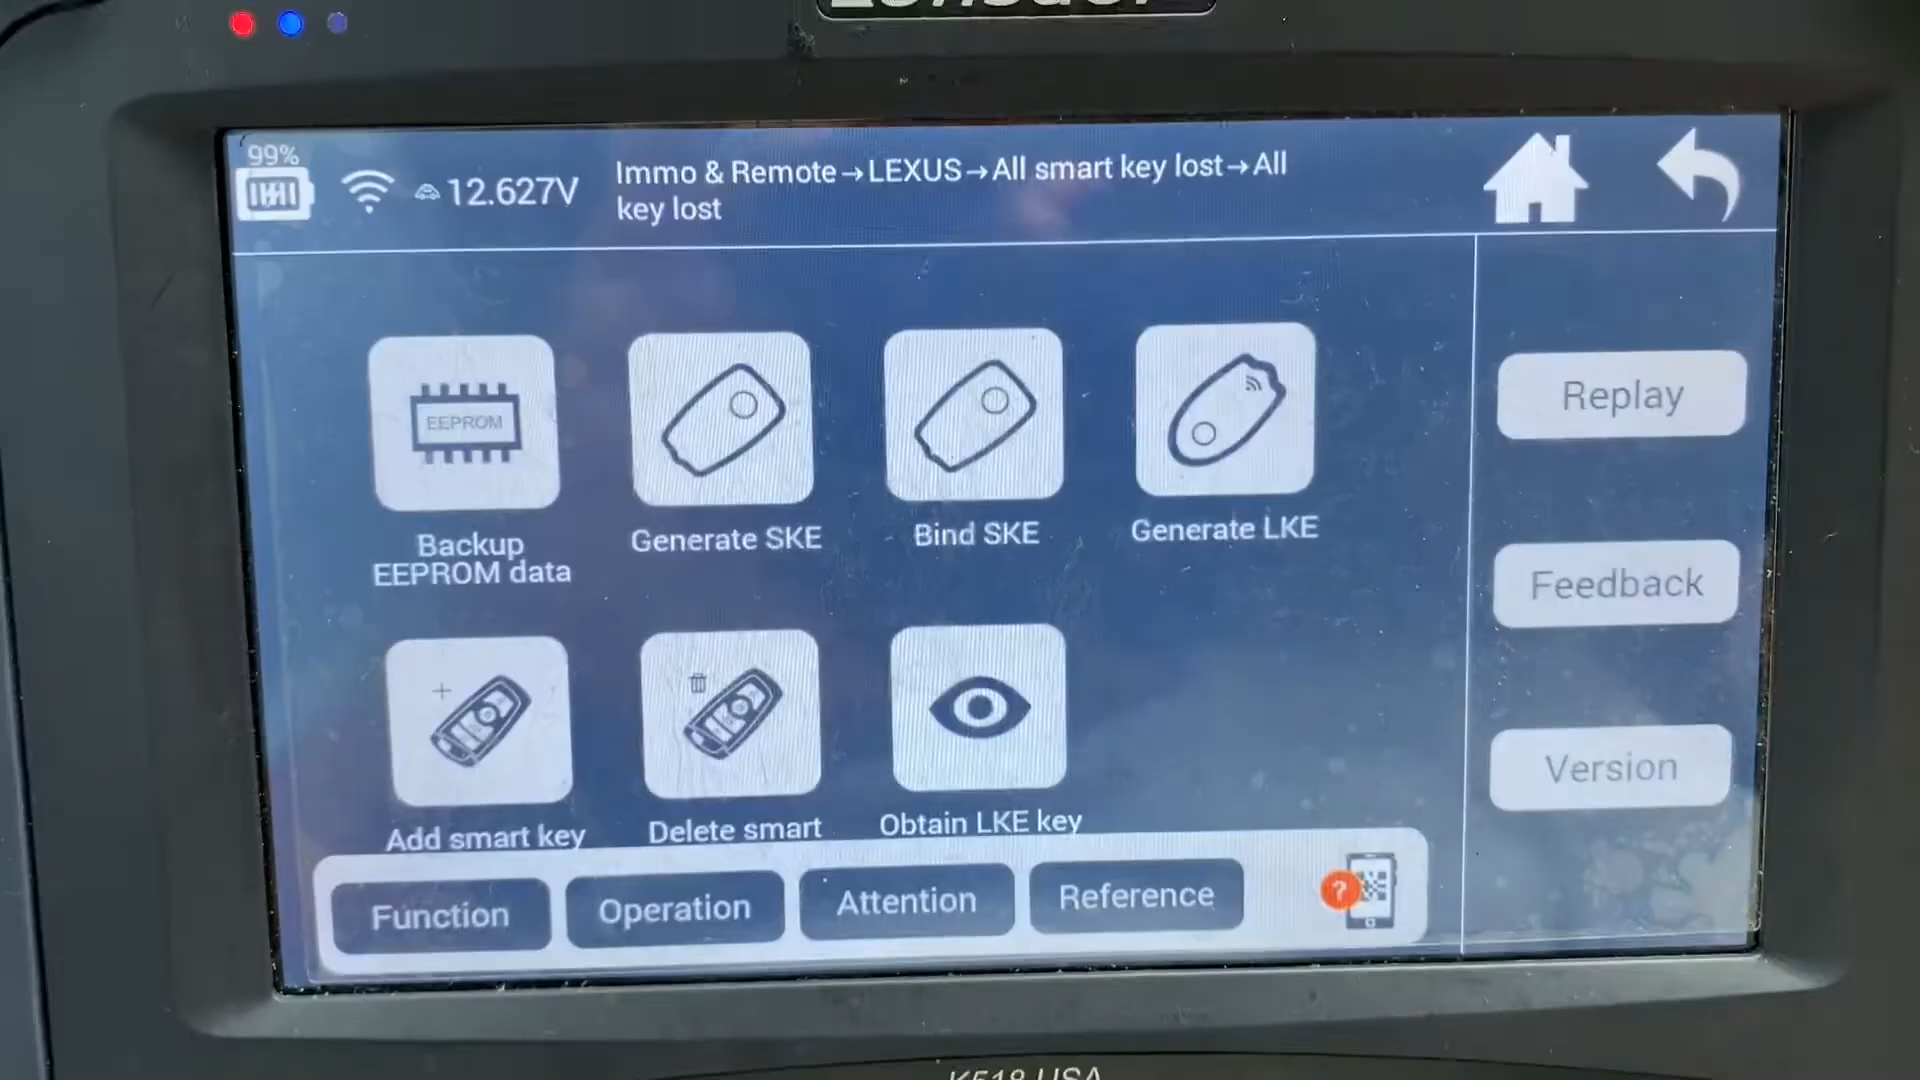 99%
12.627V
Immo & Remote→LEXUS→All smart key lost→All
key lost
EEPROM
Backup
EEPROM data
Generate SKE
Bind SKE
Generate LKE
Add smart key
Delete smart
Obtain LKE key
Replay
Feedback
Version
Function
Operation
Attention
Reference
?
K518 USA